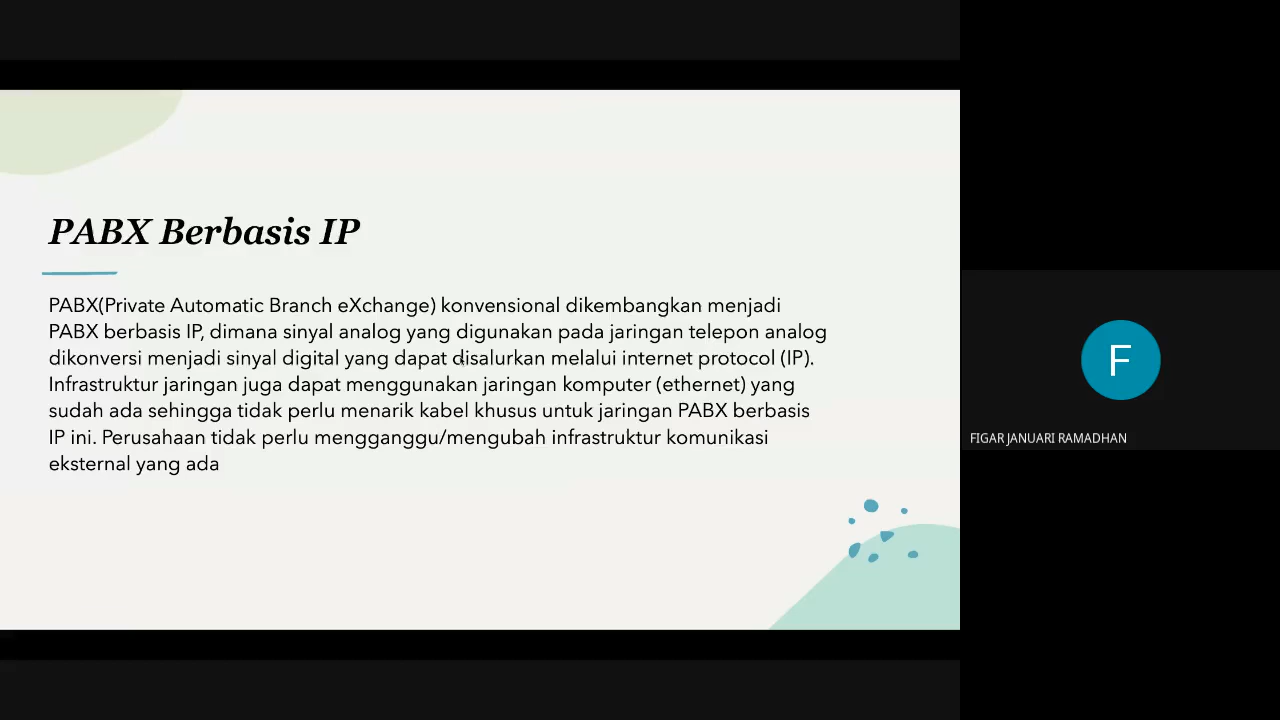 PABX Berbasis IP
PABX(Private Automatic Branch eXchange) konvensional dikembangkan menjadi
PABX berbasis IP, dimana sinyal analog yang digunakan pada jaringan telepon analog
dikonversi menjadi sinyal digital yang dapat disalurkan melalui internet protocol (IP).
Infrastruktur jaringan juga dapat menggunakan jaringan komputer (ethernet) yang
sudah ada sehingga tidak perlu menarik kabel khusus untuk jaringan PABX berbasis
IP ini. Perusahaan tidak perlu mengganggu/mengubah infrastruktur komunikasi
eksternal yang ada
F
FIGAR JANUARI RAMADHAN